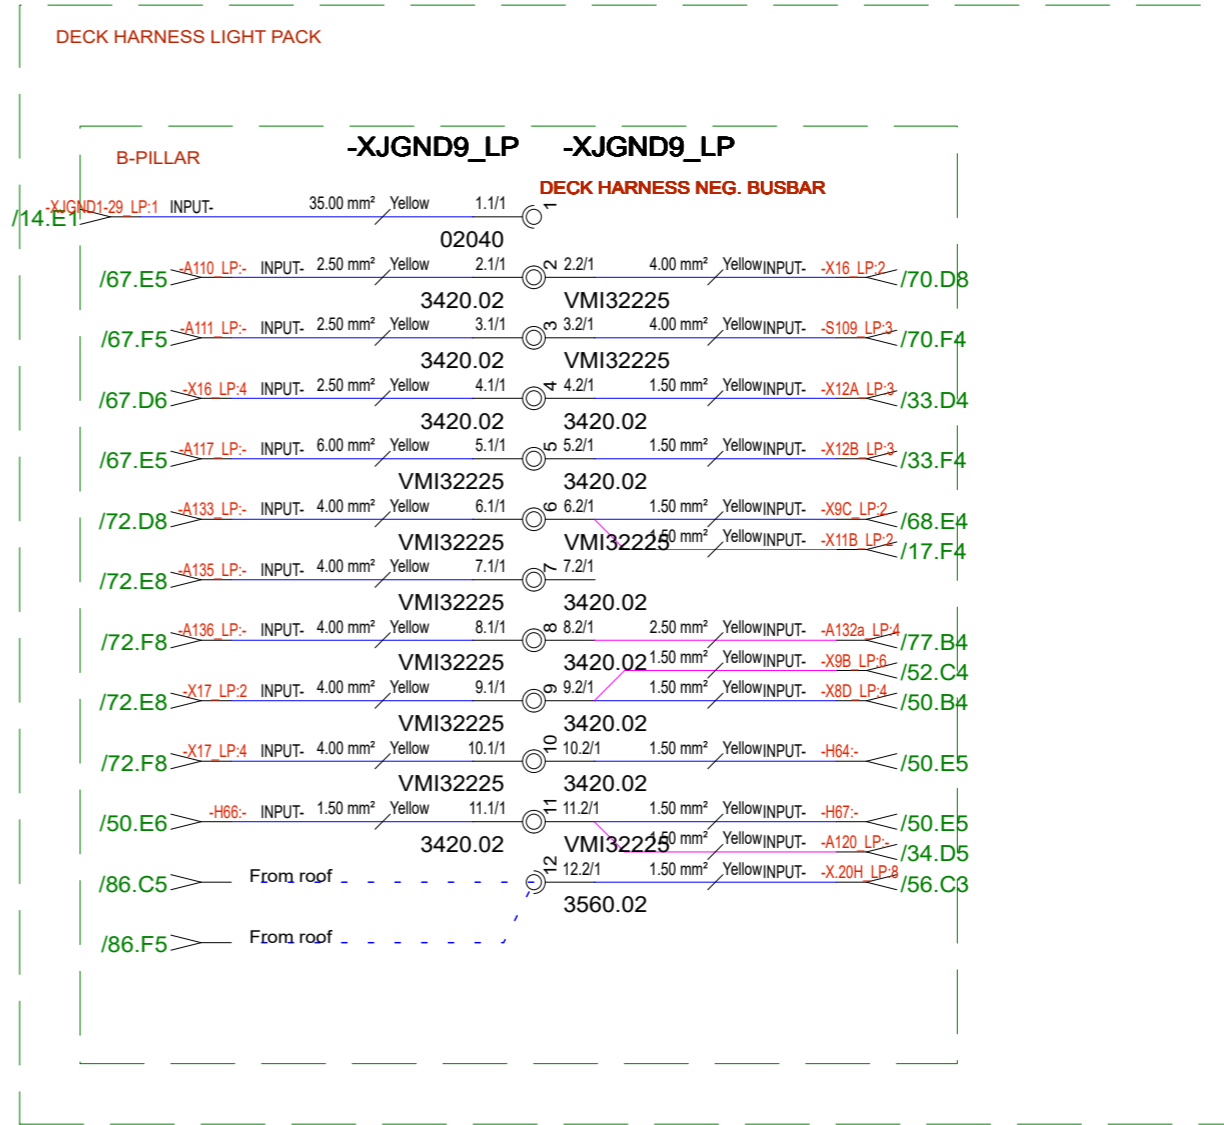 DECK HARNESS LIGHT PACK
-XJGND9_LP -XJGND9_LP
B-PILLAR
DECK HARNESS NEG. BUSBAR
/14.E1 -XJGND1-29_LP:1 INPUT- 35.00 mm² Yellow 1.1/1 1
02040
/67.E5 -A110_LP:- INPUT- 2.50 mm² Yellow 2.1/1 2 2.2/1 4.00 mm² Yellow INPUT- -X16_LP:2 /70.D8
3420.02 VMI32225
/67.F5 -A111_LP:- INPUT- 2.50 mm² Yellow 3.1/1 3 3.2/1 4.00 mm² Yellow INPUT- -S109_LP:3 /70.F4
3420.02 VMI32225
/67.D6 -X16_LP:4 INPUT- 2.50 mm² Yellow 4.1/1 4 4.2/1 1.50 mm² Yellow INPUT- -X12A_LP:3 /33.D4
3420.02 3420.02
/67.E5 -A117_LP:- INPUT- 6.00 mm² Yellow 5.1/1 5 5.2/1 1.50 mm² Yellow INPUT- -X12B_LP:3 /33.F4
VMI32225 3420.02
/72.D8 -A133_LP:- INPUT- 4.00 mm² Yellow 6.1/1 6 6.2/1 1.50 mm² Yellow INPUT- -X9C_LP:2 /68.E4
VMI32225 VMI32225 1.50 mm² Yellow INPUT- -X11B_LP:2 /17.F4
/72.E8 -A135_LP:- INPUT- 4.00 mm² Yellow 7.1/1 7 7.2/1
VMI32225 3420.02
/72.F8 -A136_LP:- INPUT- 4.00 mm² Yellow 8.1/1 8 8.2/1 2.50 mm² Yellow INPUT- -A132a_LP:4 /77.B4
VMI32225 3420.02 1.50 mm² Yellow INPUT- -X9B_LP:6 /52.C4
/72.E8 -X17_LP:2 INPUT- 4.00 mm² Yellow 9.1/1 9 9.2/1 1.50 mm² Yellow INPUT- -X8D_LP:4 /50.B4
VMI32225 3420.02
/72.F8 -X17_LP:4 INPUT- 4.00 mm² Yellow 10.1/1 10 10.2/1 1.50 mm² Yellow INPUT- -H64:- /50.E5
VMI32225 3420.02
/50.E6 -H66:- INPUT- 1.50 mm² Yellow 11.1/1 11 11.2/1 1.50 mm² Yellow INPUT- -H67:- /50.E5
3420.02 VMI32225 1.50 mm² Yellow INPUT- -A120_LP:- /34.D5
/86.C5 From roof 12 12.2/1 1.50 mm² Yellow INPUT- -X.20H_LP:8 /56.C3
3560.02
/86.F5 From roof